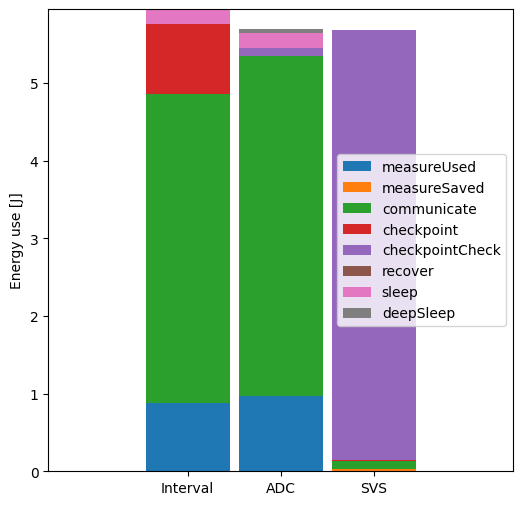 Energy use [J]
5
4
3
2
1
0
Interval
ADC
SVS
measureUsed
measureSaved
communicate
checkpoint
checkpointCheck
recover
sleep
deepSleep